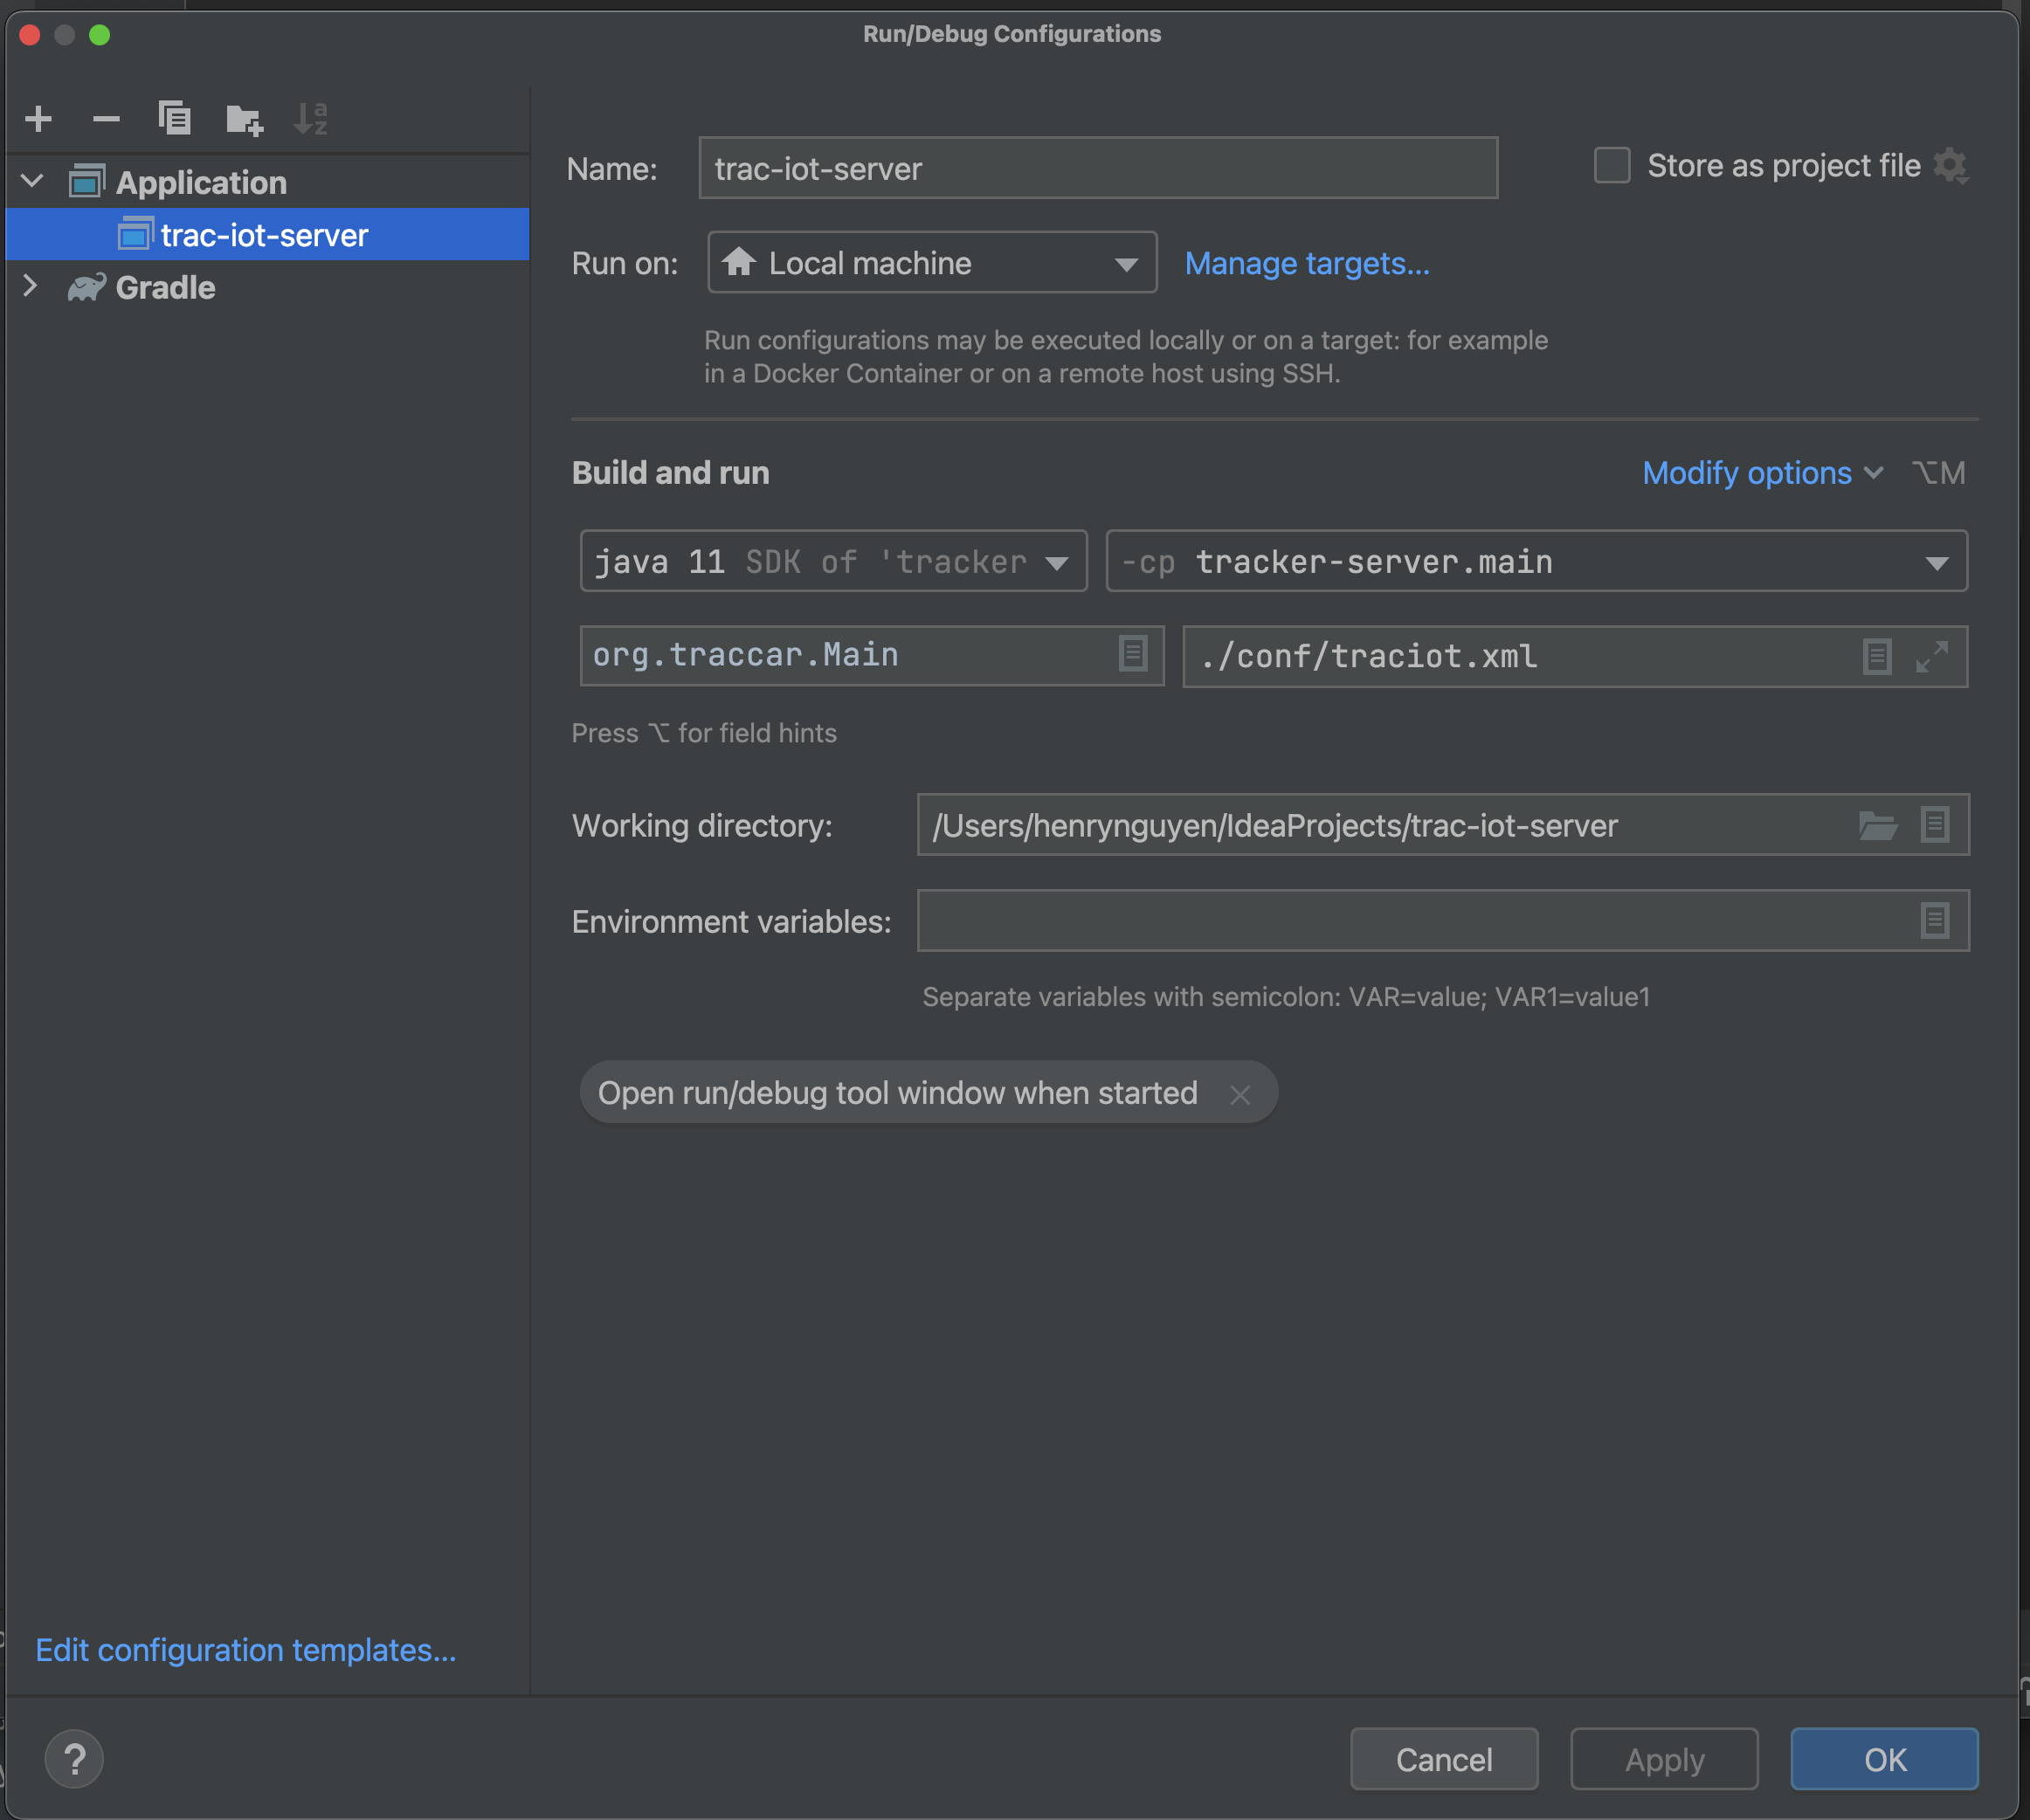 Run/Debug Configurations
Application
trac-iot-server
Gradle
Name: trac-iot-server
Store as project file
Run on: Local machine Manage targets...
Run configurations may be executed locally or on a target: for example
in a Docker Container or on a remote host using SSH.
Build and run
Modify options ⌥M
java 11 SDK of 'tracker
-cp tracker-server.main
org.traccar.Main
./conf/traciot.xml
Press ⌥ for field hints
Working directory: /Users/henrynguyen/IdeaProjects/trac-iot-server
Environment variables:
Separate variables with semicolon: VAR=value; VAR1=value1
Open run/debug tool window when started
Edit configuration templates...
?
Cancel
Apply
OK